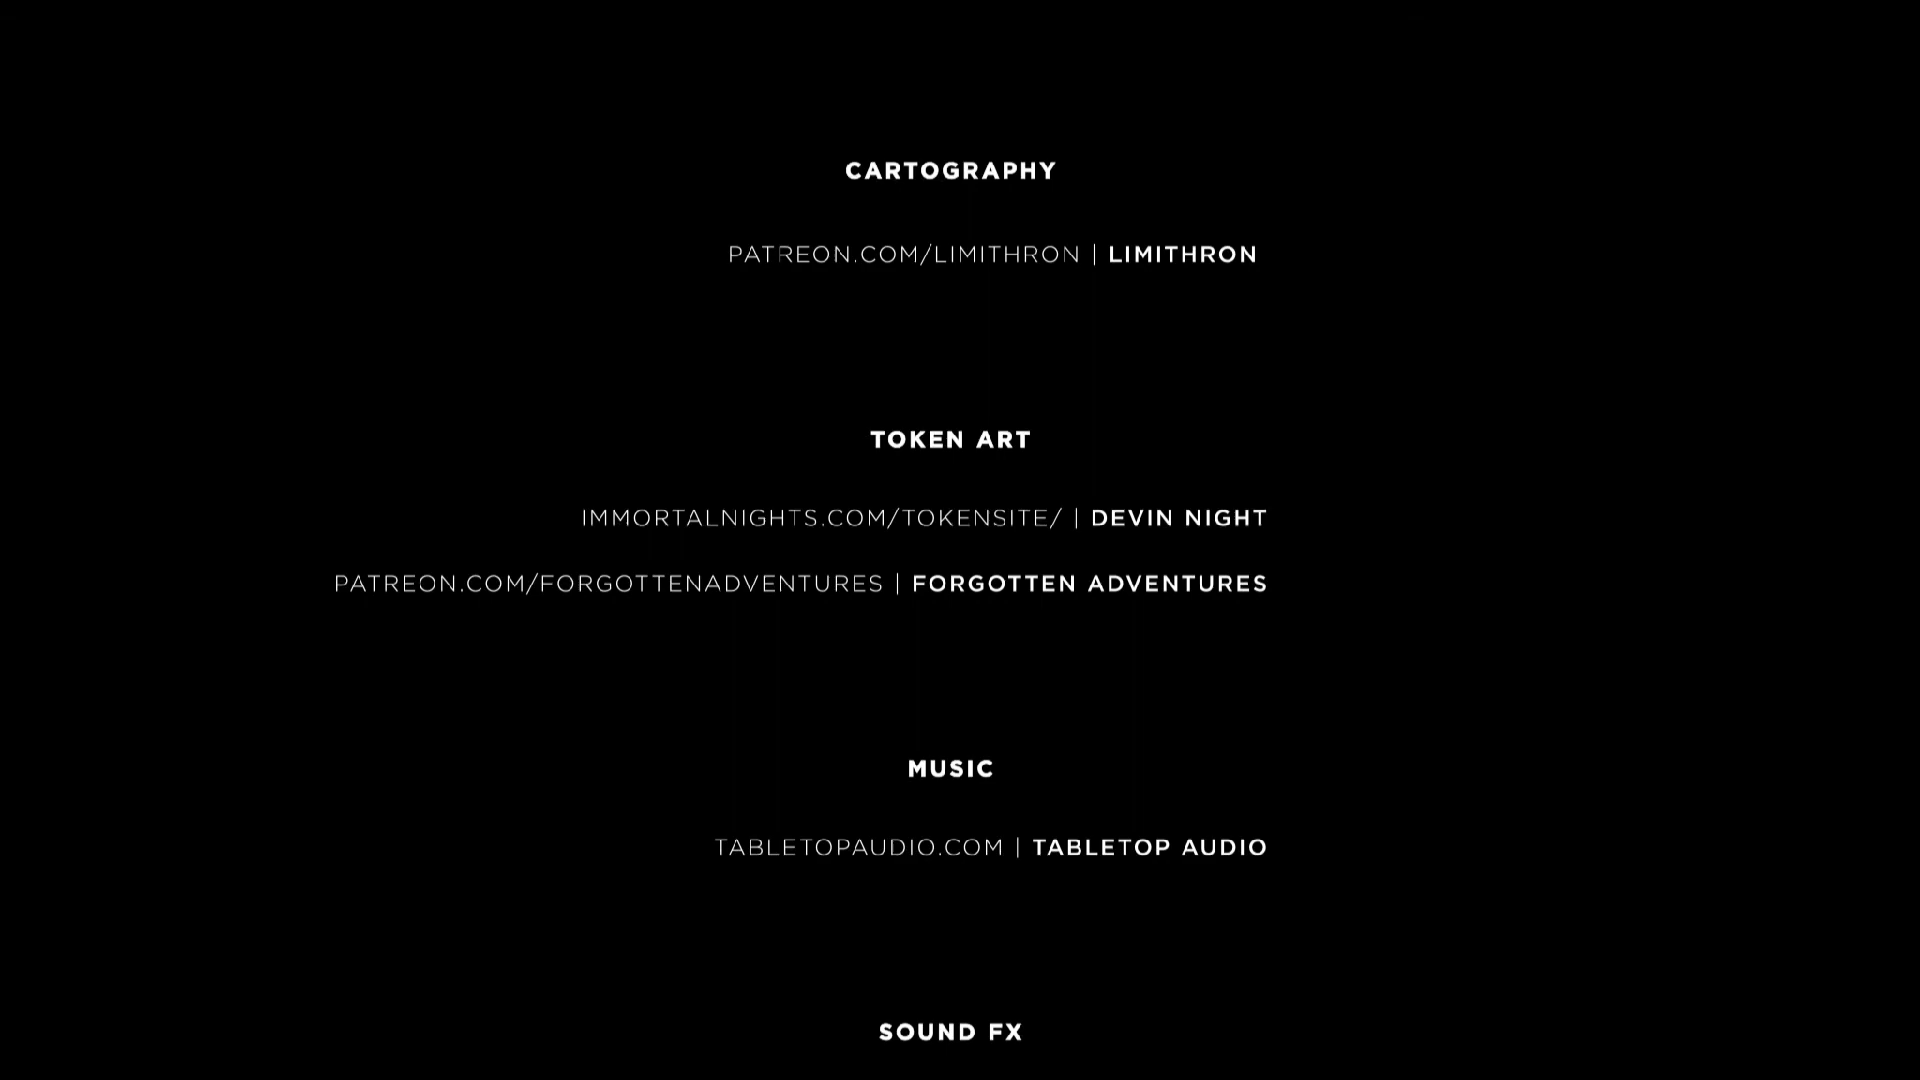 CARTOGRAPHY
PATREON.COM/LIMITHRON | LIMITHRON
TOKEN ART
IMMORTALNIGHTS.COM/TOKENSITE/ | DEVIN NIGHT
PATREON.COM/FORGOTTENADVENTURES | FORGOTTEN ADVENTURES
MUSIC
TABLETOPAUDIO.COM | TABLETOP AUDIO
SOUND FX